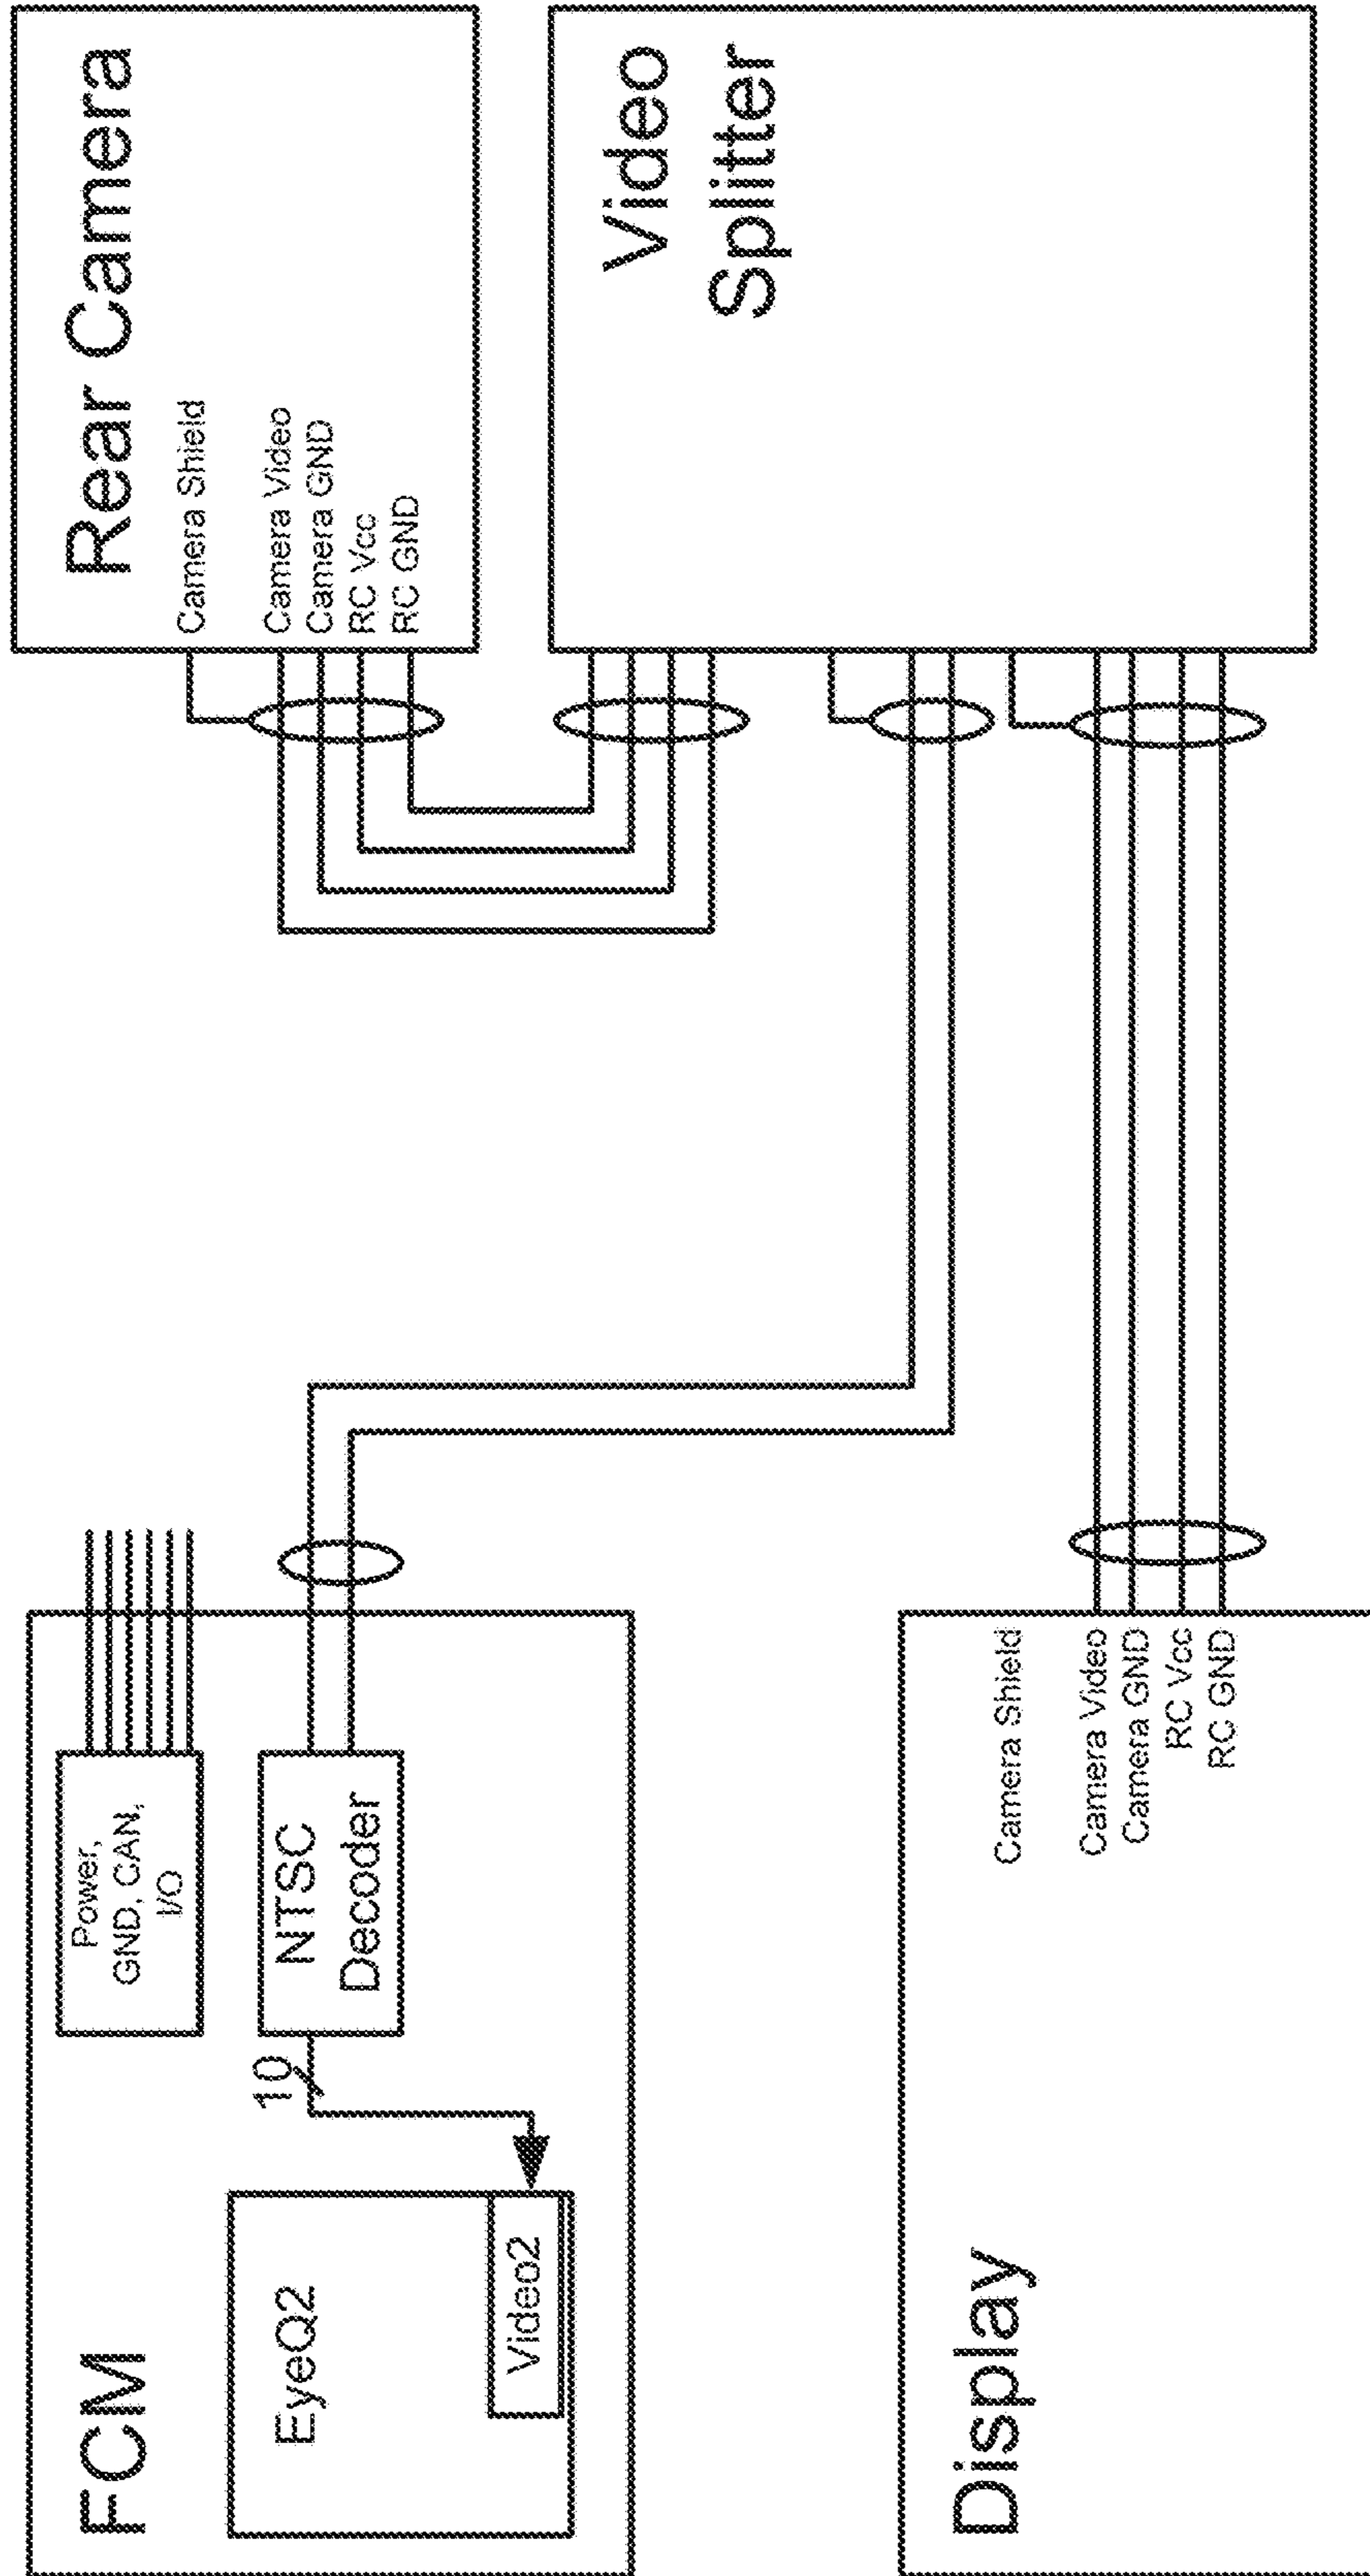 FCM
EyeQ2
Video2
10
NTSC
Decoder
Power,
GND, CAN,
I/O
Rear Camera
Camera Shield
Camera Video
Camera GND
RC Vcc
RC GND
Video
Splitter
Display
Camera Shield
Camera Video
Camera GND
RC Vcc
RC GND